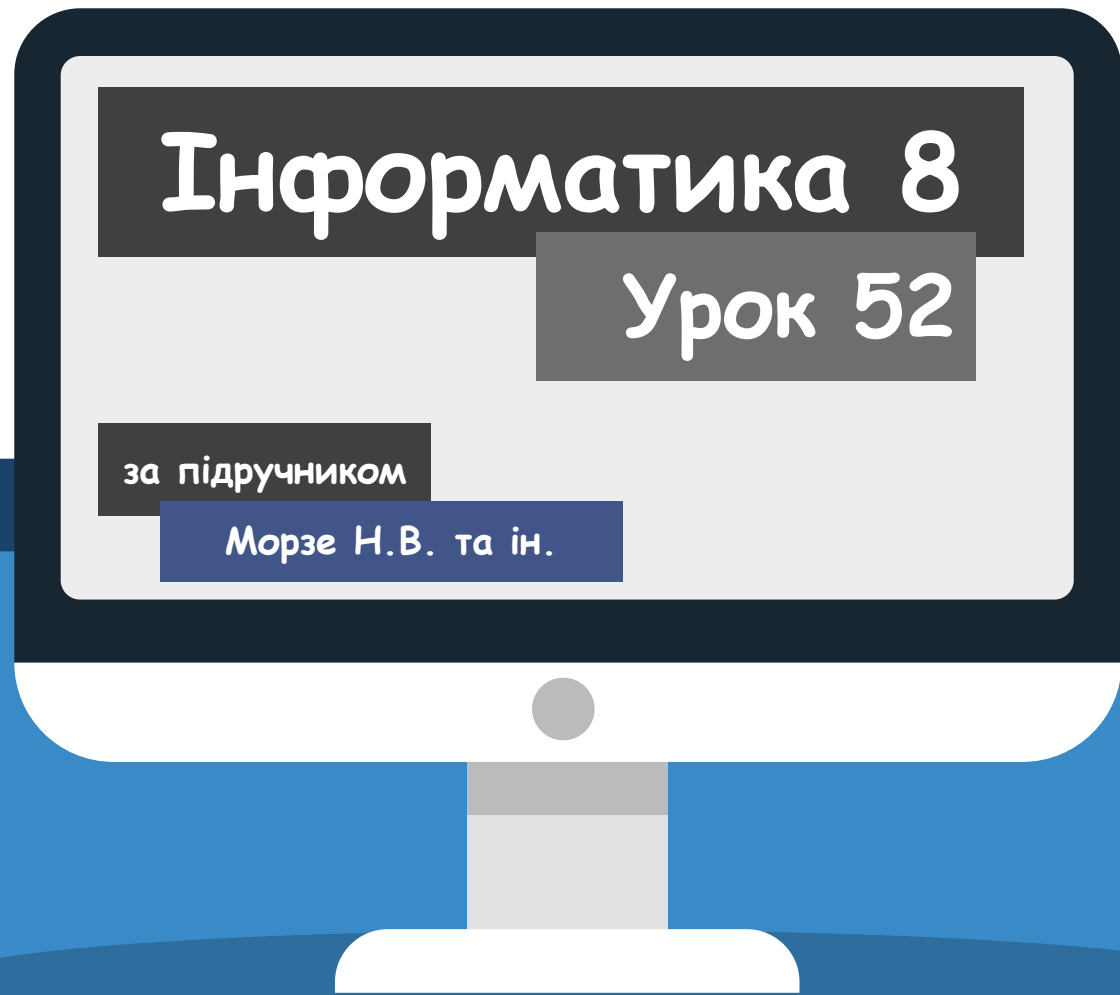 Інформатика 8
Урок 52
за підручником
Морзе Н.В. та ін.